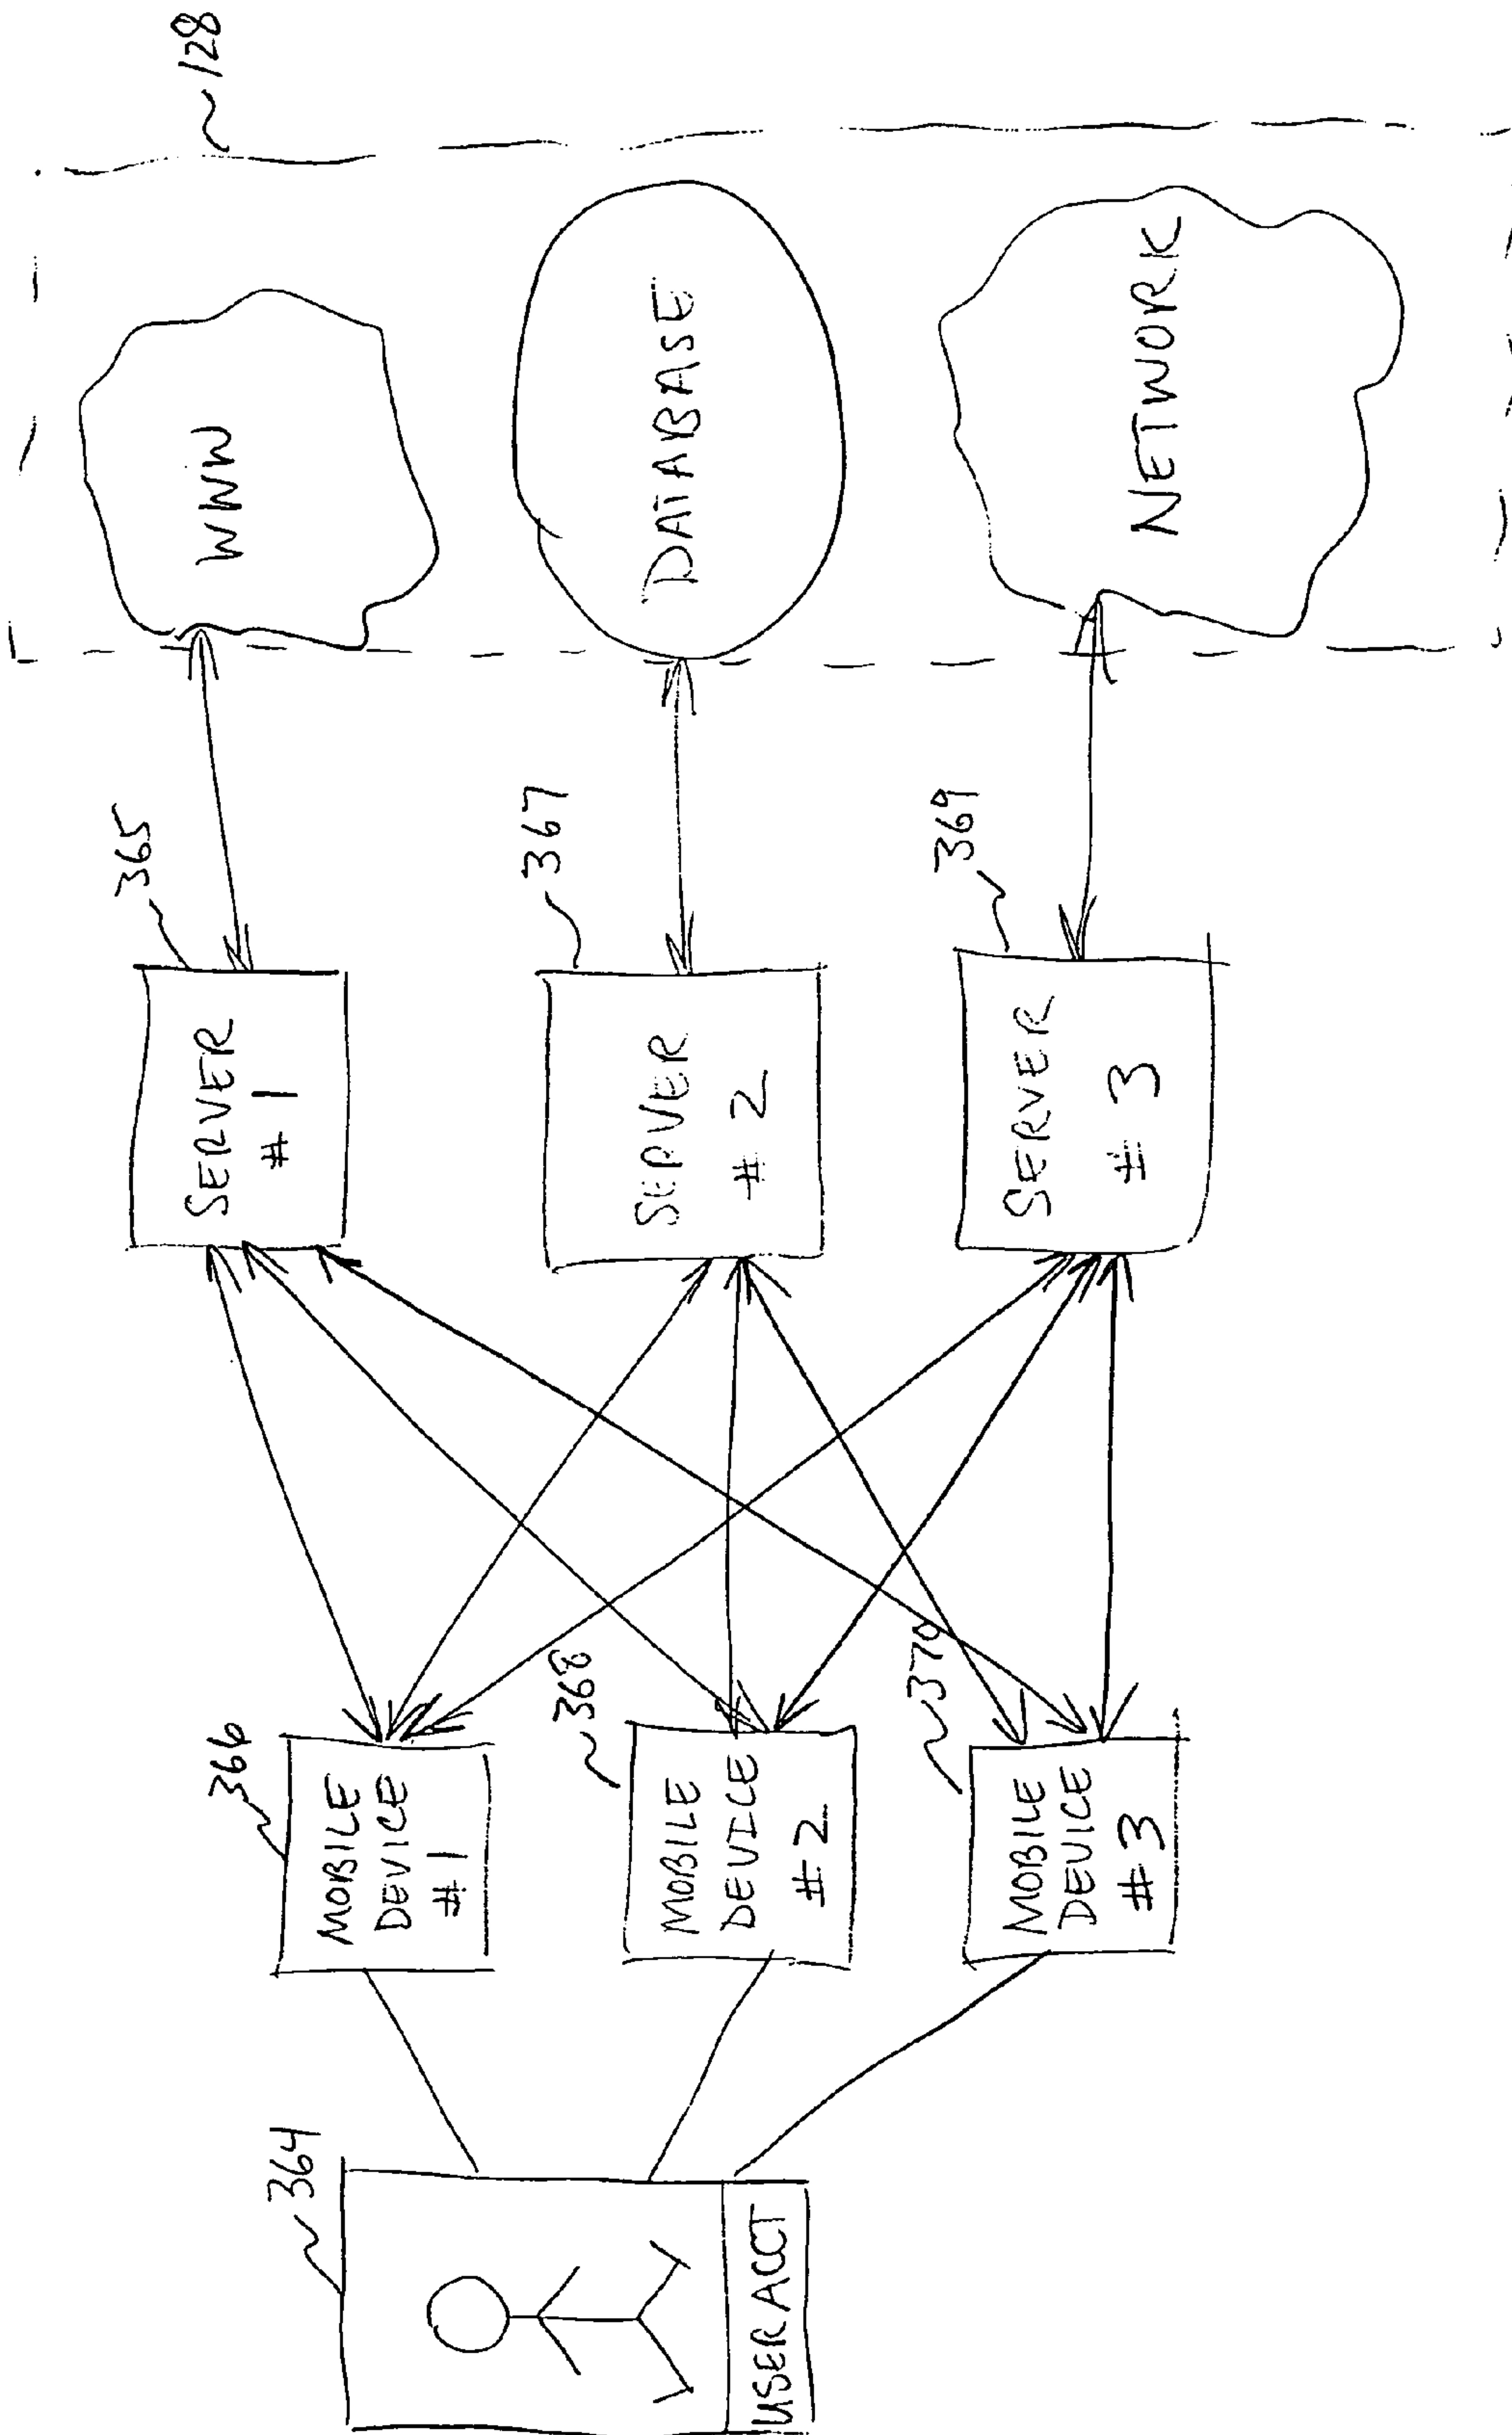 364
USER ACCT
366
MOBILE
DEVICE
#1
368
MOBILE
DEVICE
#2
370
MOBILE
DEVICE
#3
365
SERVER
# 1
367
SERVER
# 2
369
SERVER
# 3
128
WWW
DATABASE
NETWORK